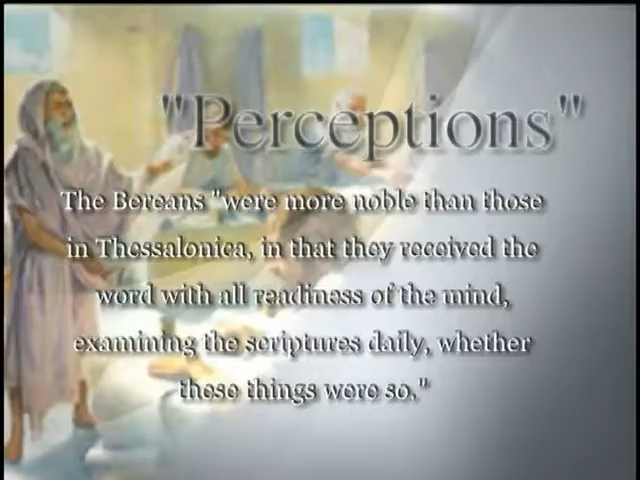 "Perceptions"
The Bereans "were more noble than those
in Thessalonica, in that they received the
word with all readiness of the mind,
examining the scriptures daily, whether
these things were so."